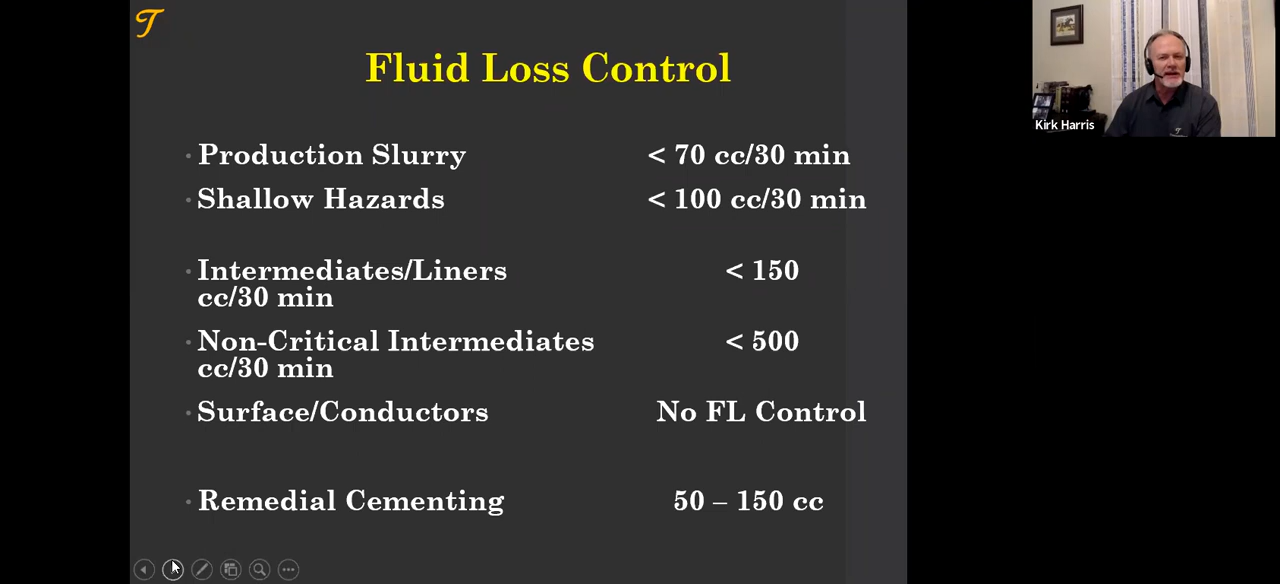 T
Fluid Loss Control
· Production Slurry < 70 cc/30 min
· Shallow Hazards < 100 cc/30 min
· Intermediates/Liners < 150
cc/30 min
· Non-Critical Intermediates < 500
cc/30 min
· Surface/Conductors No FL Control
· Remedial Cementing 50 – 150 cc
Kirk Harris